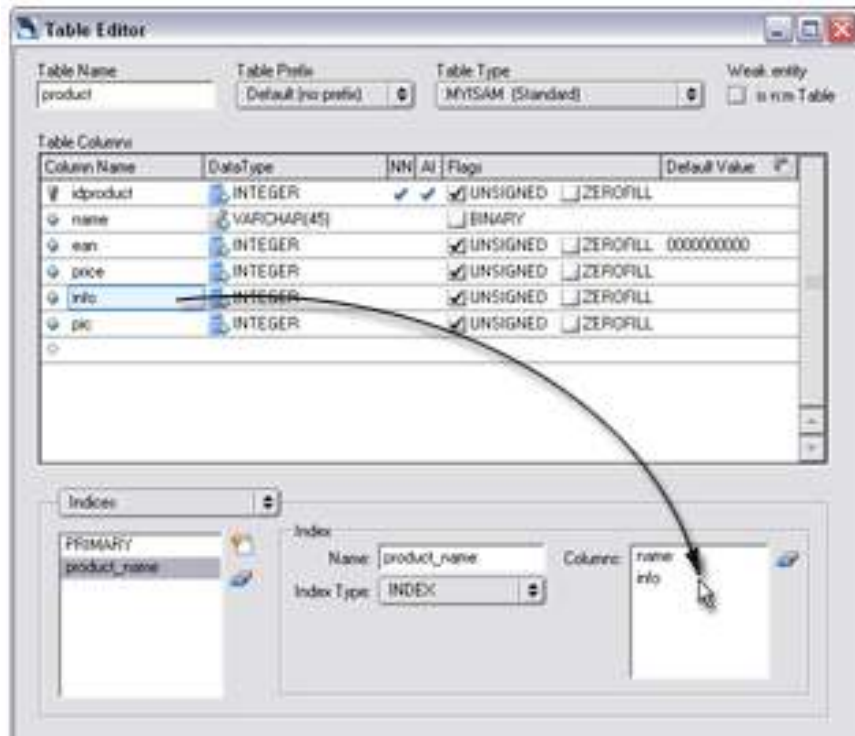 Table Editor
Table Name Table Prefix Table Type Weak entity
product Default (no prefix) MYISAM (Standard) is n:m Table
Table Columns
Column Name DataType NN AI Flags Default Value
idproduct INTEGER UNSIGNED ZEROFILL
name VARCHAR(45) BINARY
ean INTEGER UNSIGNED ZEROFILL 0000000000
price INTEGER UNSIGNED ZEROFILL
info INTEGER UNSIGNED ZEROFILL
pic INTEGER UNSIGNED ZEROFILL
Indices
PRIMARY
product_name
Index
Name: product_name
Index Type: INDEX
Columns: name
info